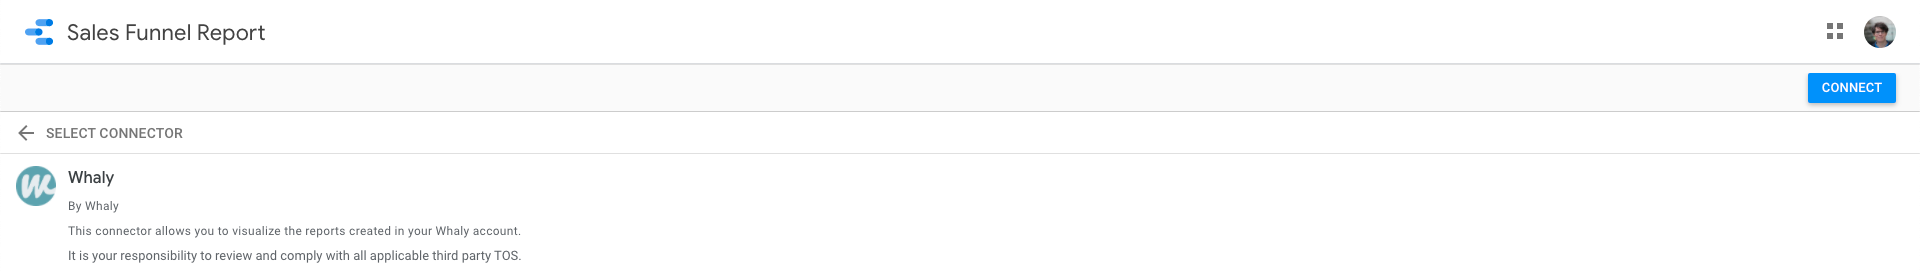 Sales Funnel Report
CONNECT
SELECT CONNECTOR
Whaly
By Whaly
This connector allows you to visualize the reports created in your Whaly account.
It is your responsibility to review and comply with all applicable third party TOS.